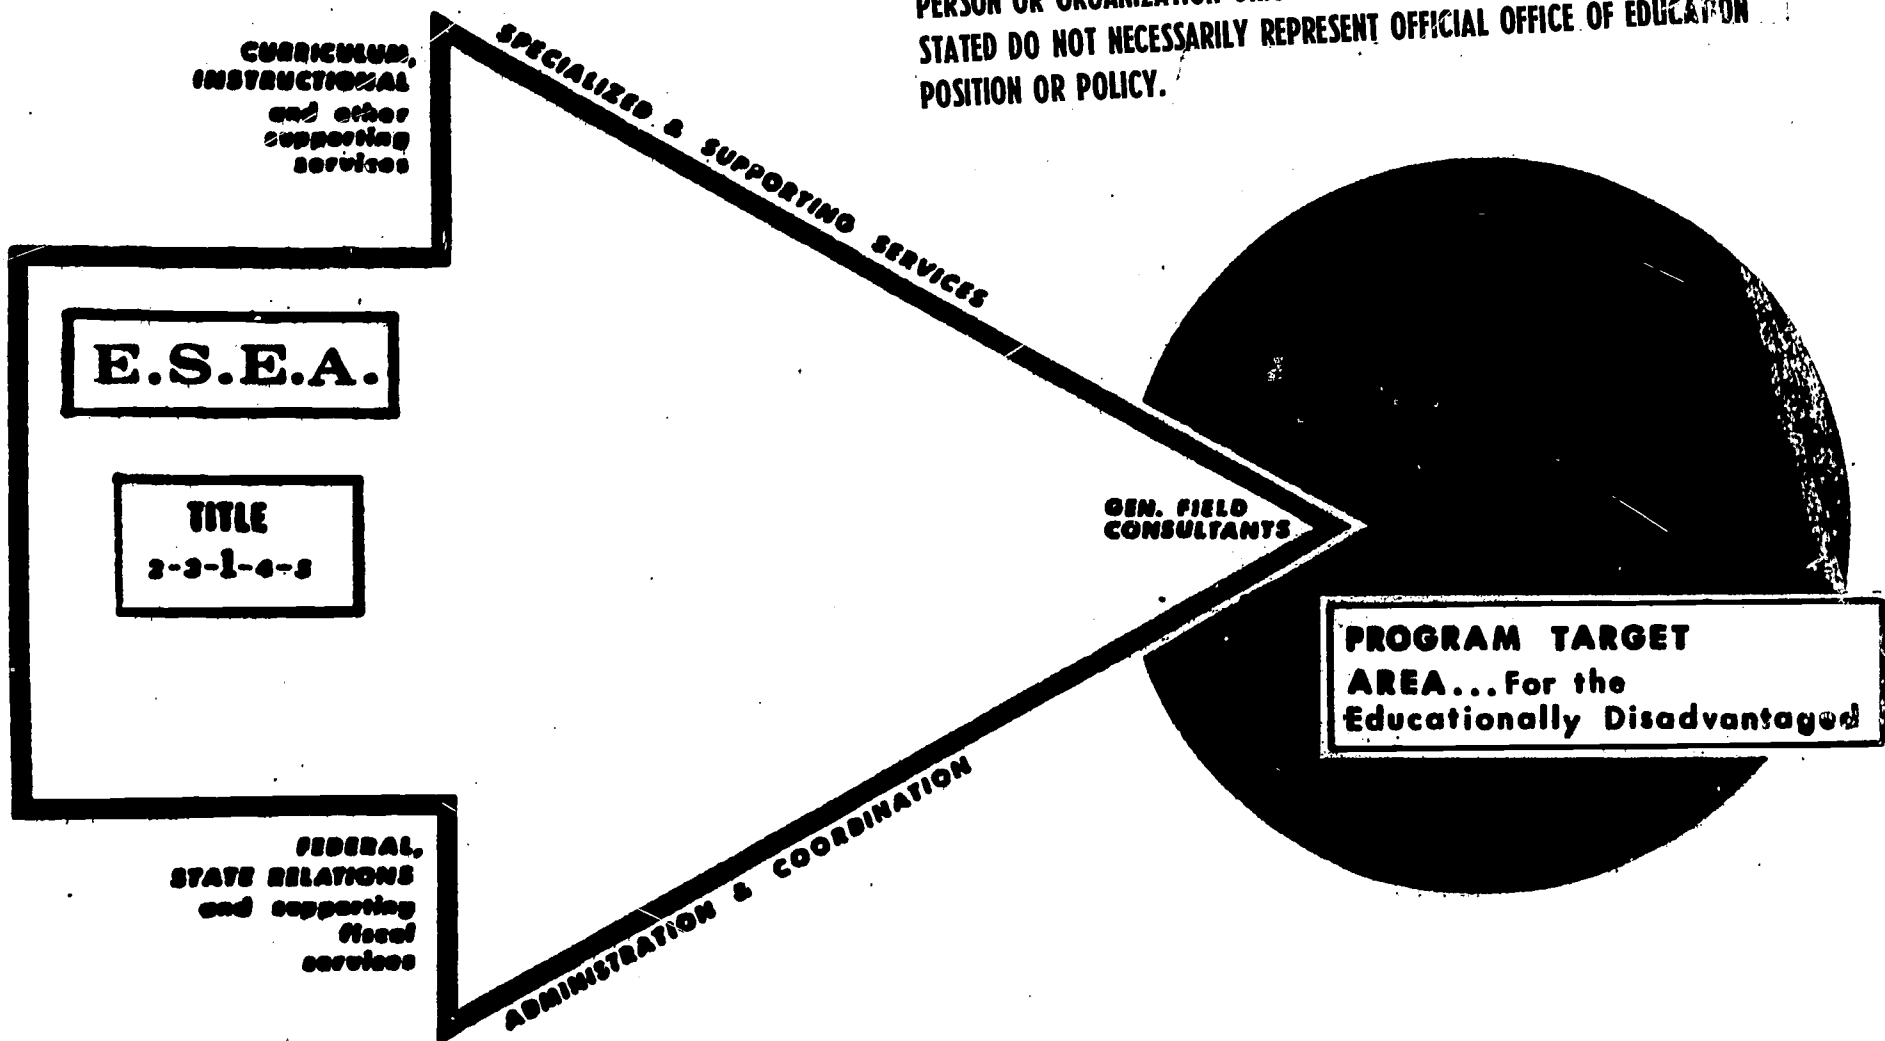 PERSON OR ORGANIZATION
STATED DO NOT NECESSARILY REPRESENT OFFICIAL OFFICE OF EDUCATION
POSITION OR POLICY.
CURRICULUM,
INSTRUCTIONAL
and other
supporting
services
SPECIALIZED & SUPPORTING SERVICES
E.S.E.A.
TITLE
2-3-1-4-5
GEN. FIELD
CONSULTANTS
PROGRAM TARGET
AREA...For the
Educationally Disadvantaged
FEDERAL,
STATE RELATIONS
and supporting
fiscal
services
ADMINISTRATION & COORDINATION